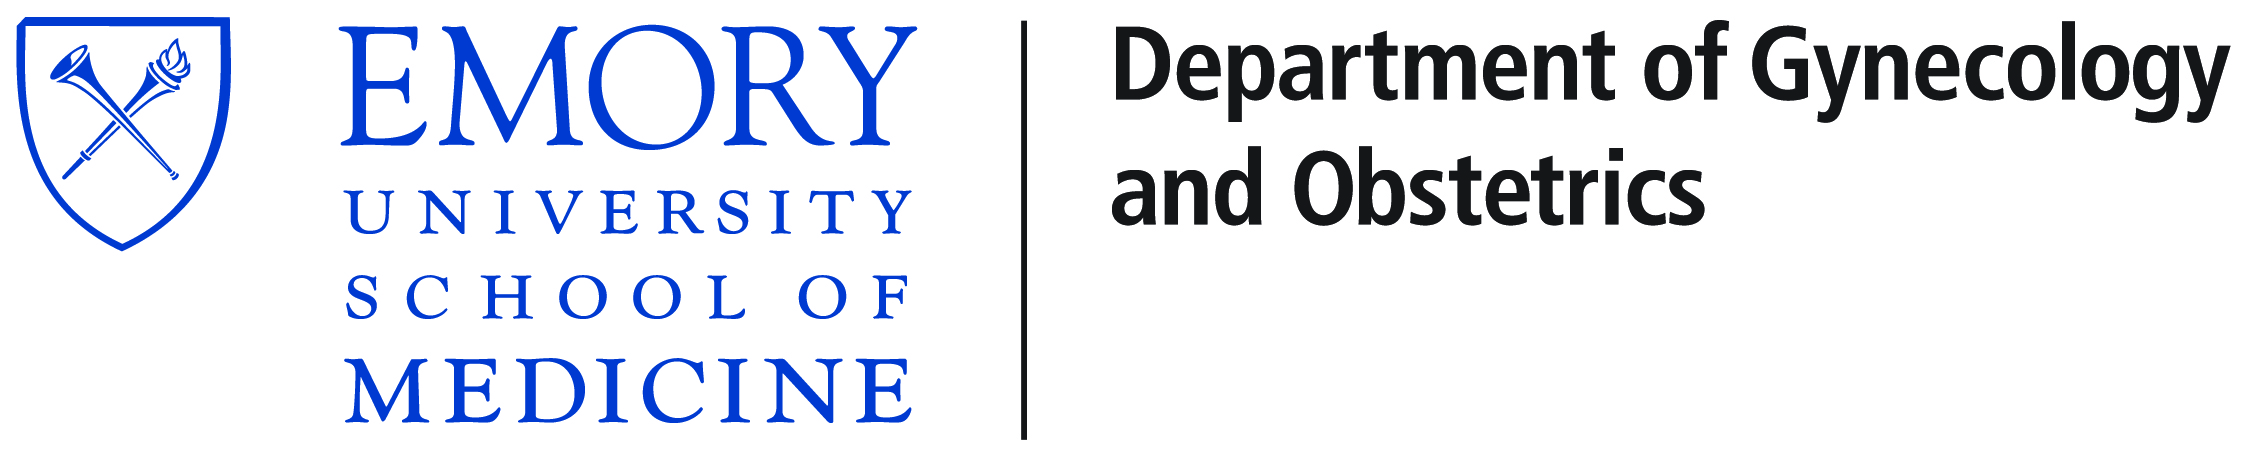 EMORY
UNIVERSITY
SCHOOL OF
MEDICINE
Department of Gynecology
and Obstetrics